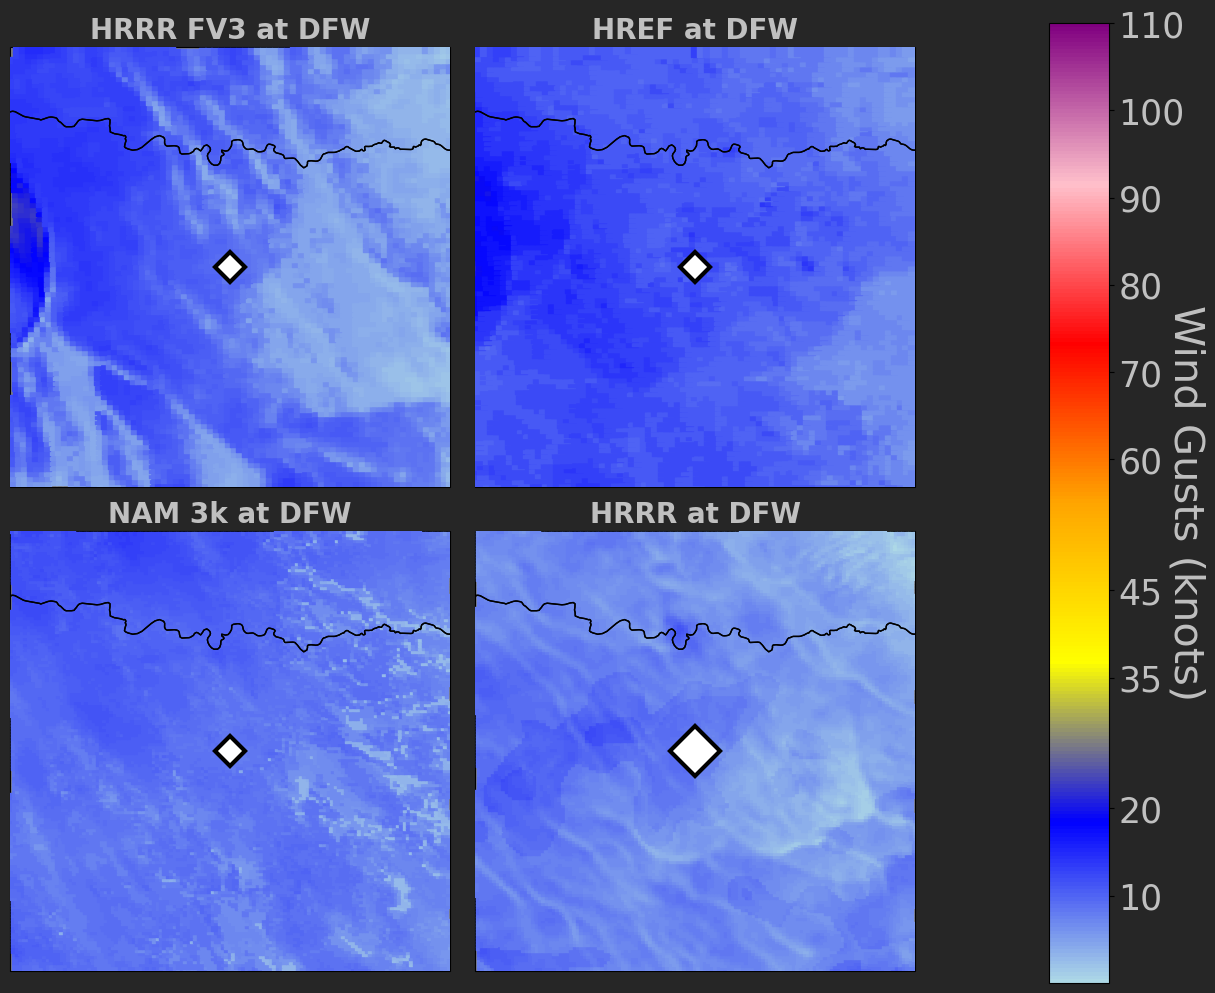 HRRR FV3 at DFW
HREF at DFW
NAM 3k at DFW
HRRR at DFW
110
100
90
80
70
60
45
35
20
10
Wind Gusts (knots)